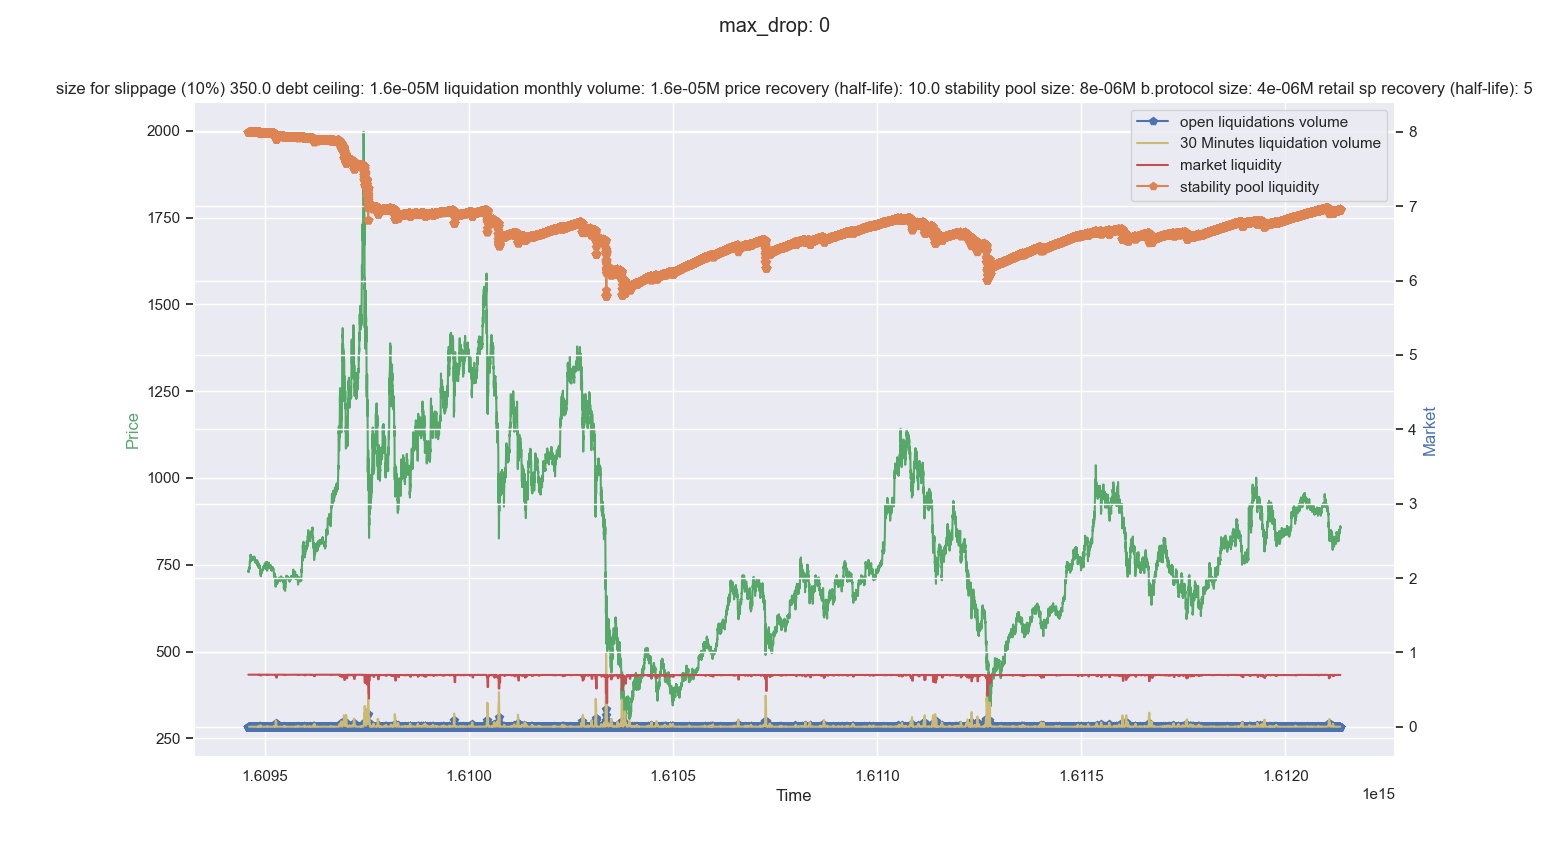 max_drop: 0
size for slippage (10%) 350.0 debt ceiling: 1.6e-05M liquidation monthly volume: 1.6e-05M price recovery (half-life): 10.0 stability pool size: 8e-06M b.protocol size: 4e-06M retail sp recovery (half-life): 5
open liquidations volume
30 Minutes liquidation volume
market liquidity
stability pool liquidity
2000
1750
1500
1250
1000
750
500
250
Price
8
7
6
5
4
3
2
1
0
Market
1.6095
1.6100
1.6105
1.6110
1.6115
1.6120
1e15
Time